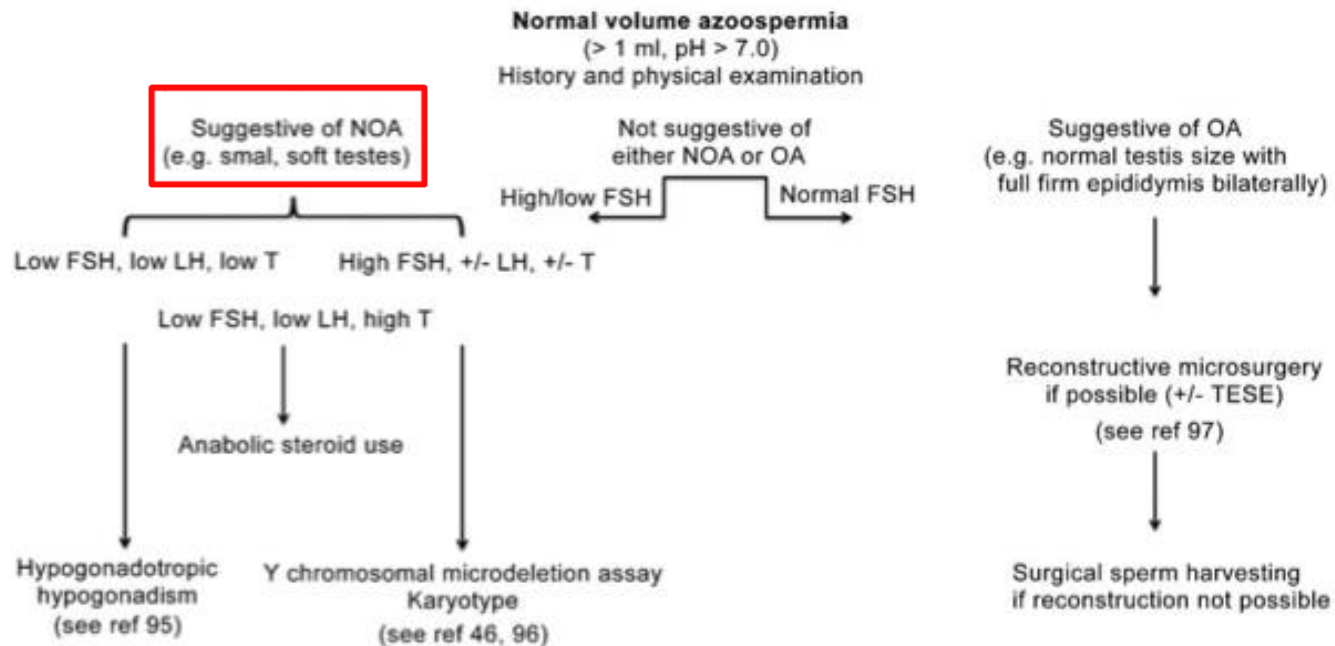 Normal volume azoospermia
(> 1 ml, pH > 7.0)
History and physical examination
Suggestive of NOA
(e.g. smal, soft testes)
Not suggestive of
either NOA or OA
Suggestive of OA
(e.g. normal testis size with
full firm epididymis bilaterally)
High/low FSH
Normal FSH
Low FSH, low LH, low T
High FSH, +/- LH, +/- T
Low FSH, low LH, high T
Anabolic steroid use
Reconstructive microsurgery
if possible (+/- TESE)
(see ref 97)
Hypogonadotropic
hypogonadism
(see ref 95)
Y chromosomal microdeletion assay
Karyotype
(see ref 46, 96)
Surgical sperm harvesting
if reconstruction not possible